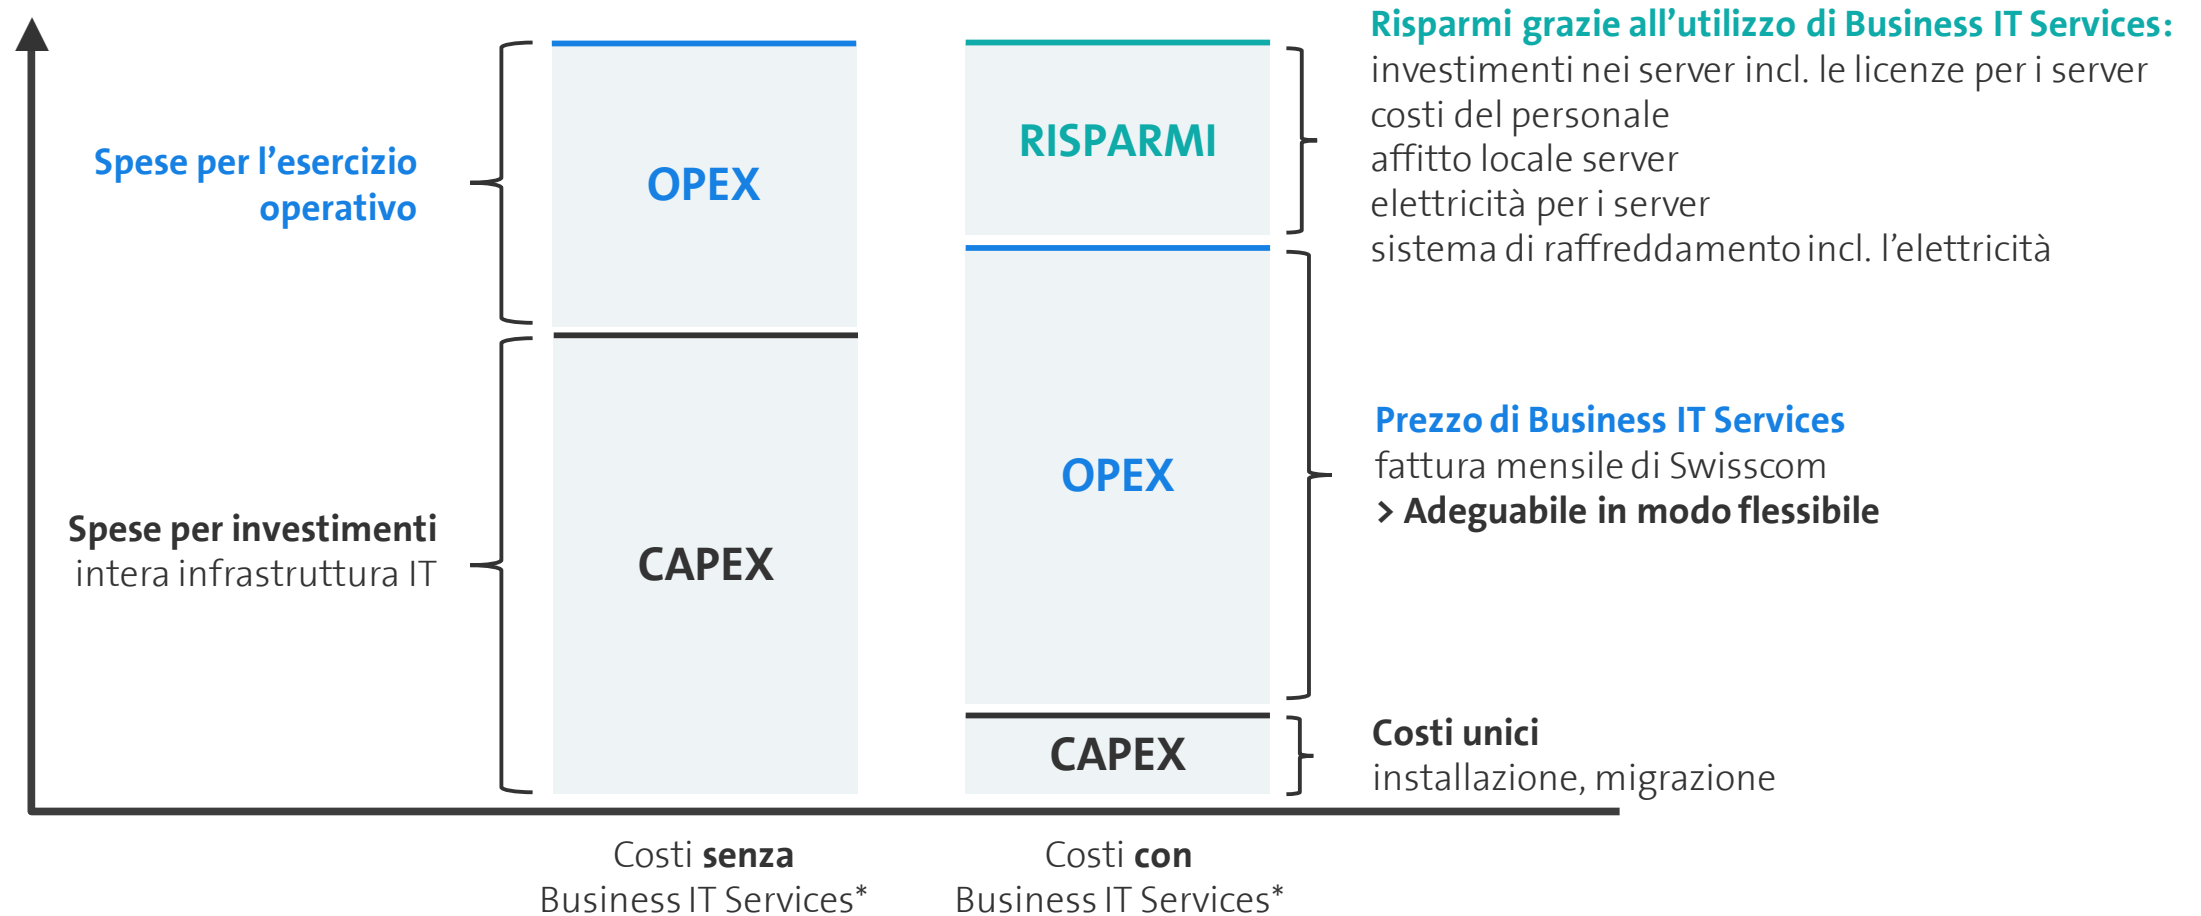 Spese per l’esercizio
operativo
Spese per investimenti
intera infrastruttura IT
OPEX
CAPEX
RISPARMI
OPEX
CAPEX
Risparmi grazie all’utilizzo di Business IT Services:
investimenti nei server incl. le licenze per i server
costi del personale
affitto locale server
elettricità per i server
sistema di raffreddamento incl. l’elettricità
Prezzo di Business IT Services
fattura mensile di Swisscom
> Adeguabile in modo flessibile
Costi unici
installazione, migrazione
Costi senza
Business IT Services*
Costi con
Business IT Services*